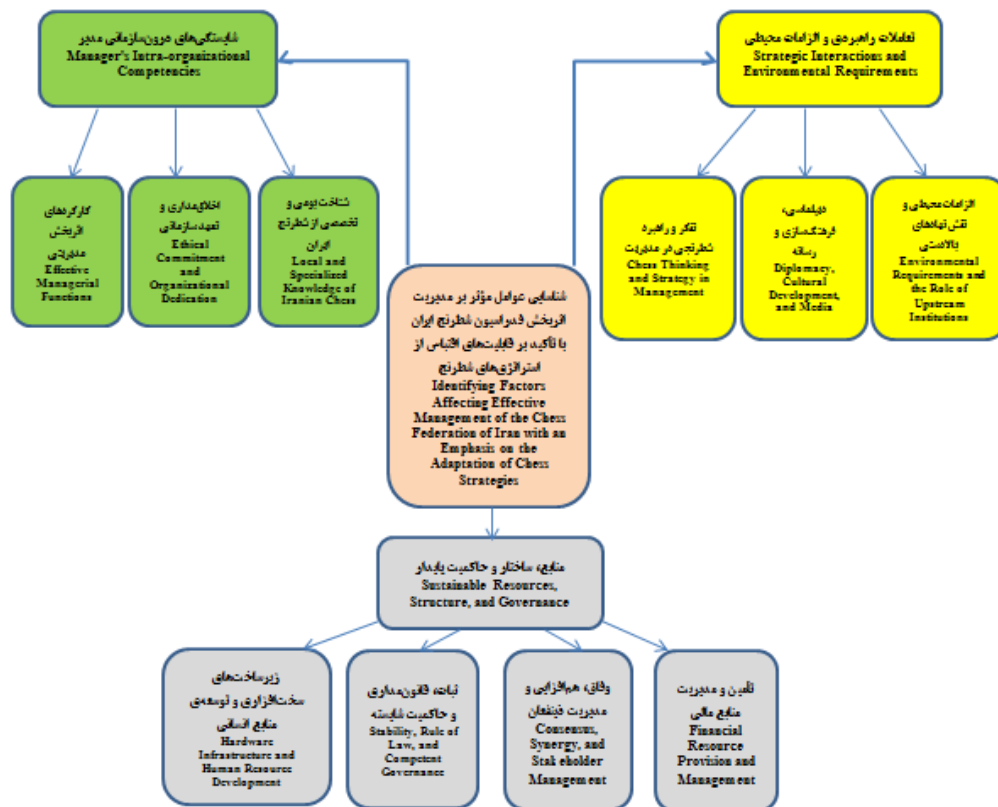 شایستگی‌های درون‌سازمانی مدیر
Manager's Intra-organizational
Competencies
تعاملات راهبردی و الزامات محیطی
Strategic Interactions and
Environmental Requirements
کارکردهای
اثربخش
مدیریتی
Effective
Managerial
Functions
اخلاق‌مداری و
تعهد سازمانی
Ethical
Commitment
and
Organizational
Dedication
شناخت بومی و
تخصصی از شطرنج
ایران
Local and
Specialized
Knowledge of
Iranian Chess
تفکر و راهبرد
شطرنجی در مدیریت
Chess Thinking
and Strategy in
Management
دیپلماسی،
فرهنگ‌سازی و
رسانه
Diplomacy,
Cultural
Development,
and Media
الزامات محیطی و
نقش نهادهای
بالادستی
Environmental
Requirements and
the Role of
Upstream
Institutions
شناسایی عوامل مؤثر بر مدیریت
اثربخش فدراسیون شطرنج ایران
با تأکید بر قابلیت‌های اقتباس از
استراتژی‌های شطرنج
Identifying Factors
Affecting Effective
Management of the Chess
Federation of Iran with an
Emphasis on the
Adaptation of Chess
Strategies
منابع، ساختار و حاکمیت پایدار
Sustainable Resources,
Structure, and Governance
زیرساخت‌های
سخت‌افزاری و توسعه‌ی
منابع انسانی
Hardware
Infrastructure and
Human Resource
Development
ثبات، قانون‌مداری
و حاکمیت شایسته
Stability, Rule of
Law, and
Competent
Governance
وفاق، هم‌افزایی و
مدیریت ذینفعان
Consensus,
Synergy, and
Stakeholder
Management
تأمین و مدیریت
منابع مالی
Financial
Resource
Provision and
Management